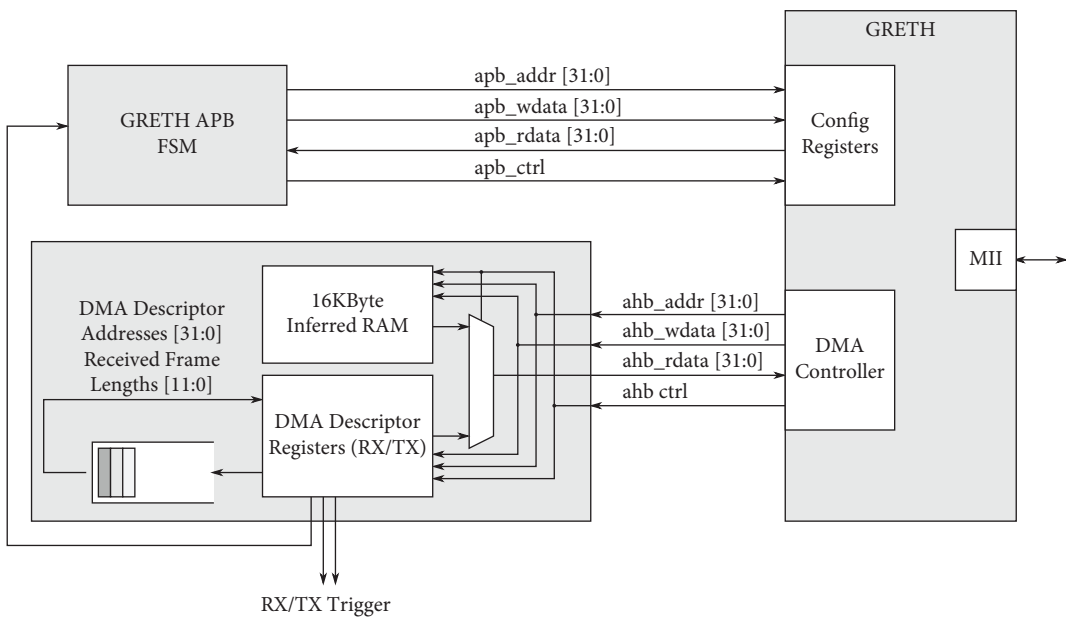 GRETH
GRETH APB
FSM
apb_addr [31:0]
apb_wdata [31:0]
apb_rdata [31:0]
apb_ctrl
Config
Registers
MII
DMA Descriptor
Addresses [31:0]
Received Frame
Lengths [11:0]
16KByte
Inferred RAM
DMA Descriptor
Registers (RX/TX)
ahb_addr [31:0]
ahb_wdata [31:0]
ahb_rdata [31:0]
ahb ctrl
DMA
Controller
RX/TX Trigger